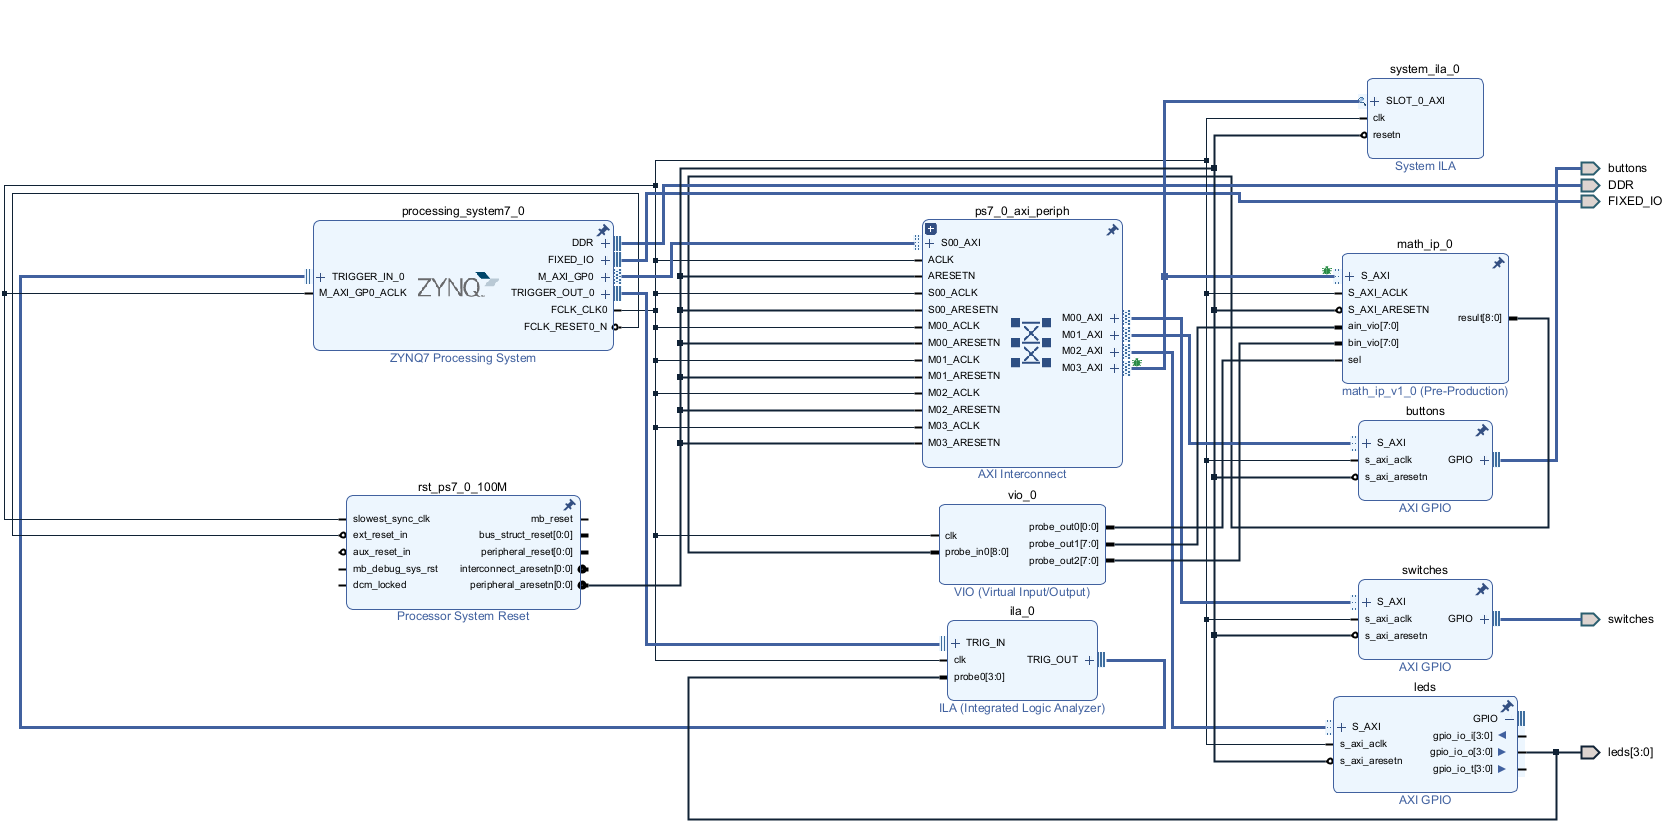 system_ila_0
SLOT_0_AXI
clk
resetn
System ILA
buttons
DDR
FIXED_IO
processing_system7_0
DDR
FIXED_IO
TRIGGER_IN_0
M_AXI_GP0
M_AXI_GP0_ACLK
ZYNQ
TRIGGER_OUT_0
FCLK_CLK0
FCLK_RESET0_N
ZYNQ7 Processing System
ps7_0_axi_periph
S00_AXI
ACLK
ARESETN
S00_ACLK
S00_ARESETN
M00_ACLK
M00_ARESETN
M01_ACLK
M01_ARESETN
M02_ACLK
M02_ARESETN
M03_ACLK
M03_ARESETN
M00_AXI
M01_AXI
M02_AXI
M03_AXI
AXI Interconnect
math_ip_0
S_AXI
S_AXI_ACLK
S_AXI_ARESETN
ain_vio[7:0]
bin_vio[7:0]
sel
result[8:0]
math_ip_v1_0 (Pre-Production)
buttons
S_AXI
s_axi_aclk
s_axi_aresetn
GPIO
AXI GPIO
rst_ps7_0_100M
slowest_sync_clk
ext_reset_in
aux_reset_in
mb_debug_sys_rst
dcm_locked
mb_reset
bus_struct_reset[0:0]
peripheral_reset[0:0]
interconnect_aresetn[0:0]
peripheral_aresetn[0:0]
Processor System Reset
vio_0
clk
probe_in0[8:0]
probe_out0[0:0]
probe_out1[7:0]
probe_out2[7:0]
VIO (Virtual Input/Output)
switches
S_AXI
s_axi_aclk
s_axi_aresetn
GPIO
AXI GPIO
switches
ila_0
TRIG_IN
clk
probe0[3:0]
TRIG_OUT
ILA (Integrated Logic Analyzer)
leds
S_AXI
s_axi_aclk
s_axi_aresetn
GPIO
gpio_io_i[3:0]
gpio_io_o[3:0]
gpio_io_t[3:0]
AXI GPIO
leds[3:0]